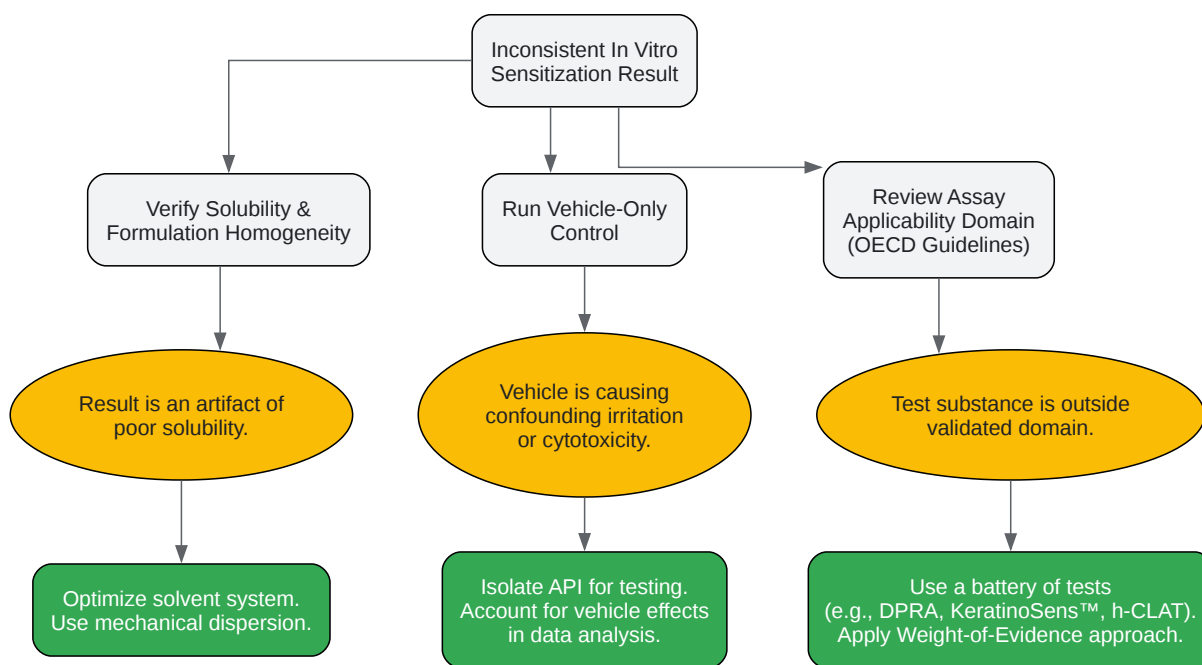 Inconsistent In Vitro
Sensitization Result
Verify Solubility &
Formulation Homogeneity
Run Vehicle-Only
Control
Review Assay
Applicability Domain
(OECD Guidelines)
Result is an artifact of
poor solubility.
Vehicle is causing
confounding irritation
or cytotoxicity.
Test substance is outside
validated domain.
Optimize solvent system.
Use mechanical dispersion.
Isolate API for testing.
Account for vehicle effects
in data analysis.
Use a battery of tests
(e.g., DPRA, KeratinoSens™, h-CLAT).
Apply Weight-of-Evidence approach.